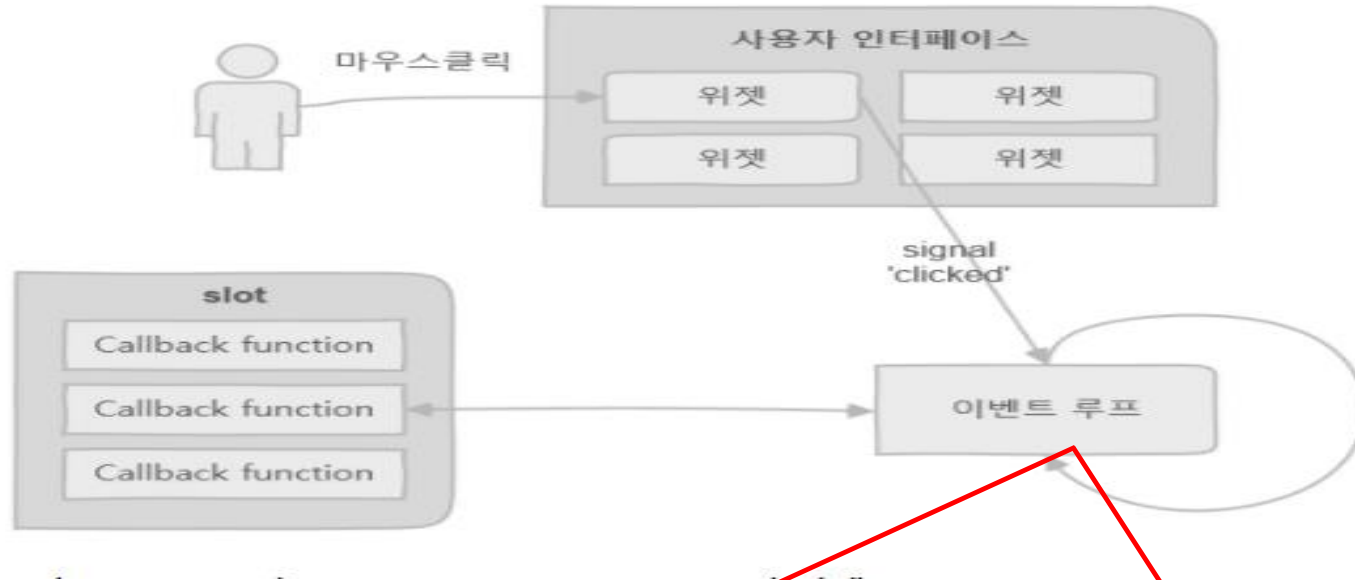 사용자 인터페이스
마우스클릭
위젯
위젯
위젯
위젯
signal
'clicked'
slot
Callback function
Callback function
Callback function
이벤트 루프